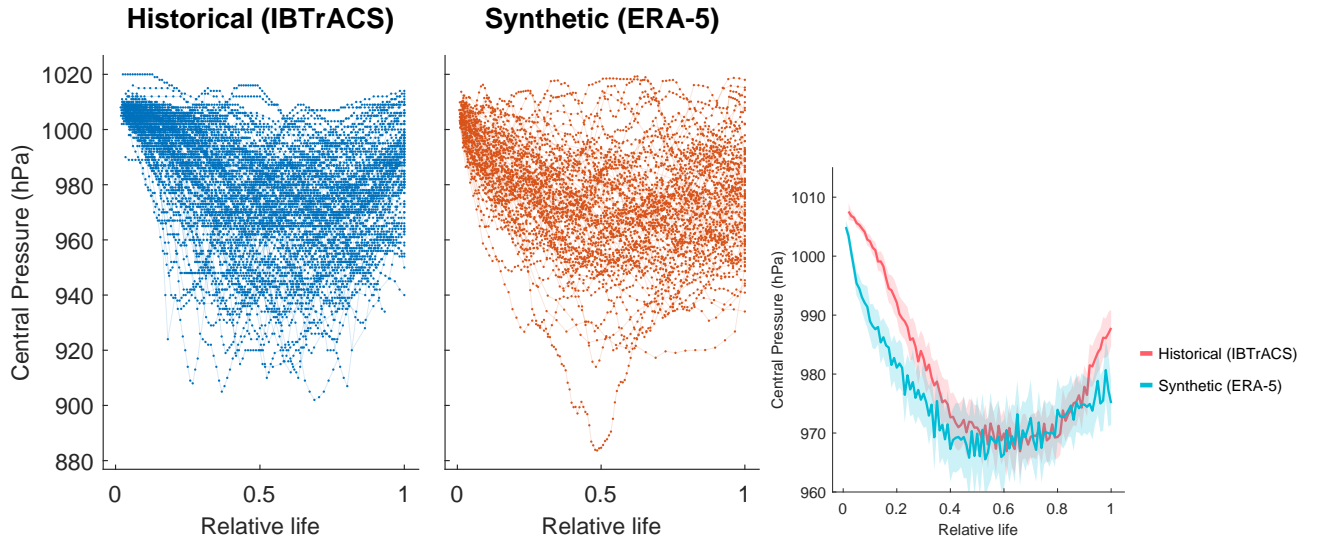 Historical (IBTrACS)
Synthetic (ERA-5)
Central Pressure (hPa)
1020
1000
980
960
940
920
900
880
0
0.5
1
Relative life
0
0.5
1
Relative life
Central Pressure (hPa)
1010
1000
990
980
970
960
0
0.2
0.4
0.6
0.8
1
Relative life
Historical (IBTrACS)
Synthetic (ERA-5)